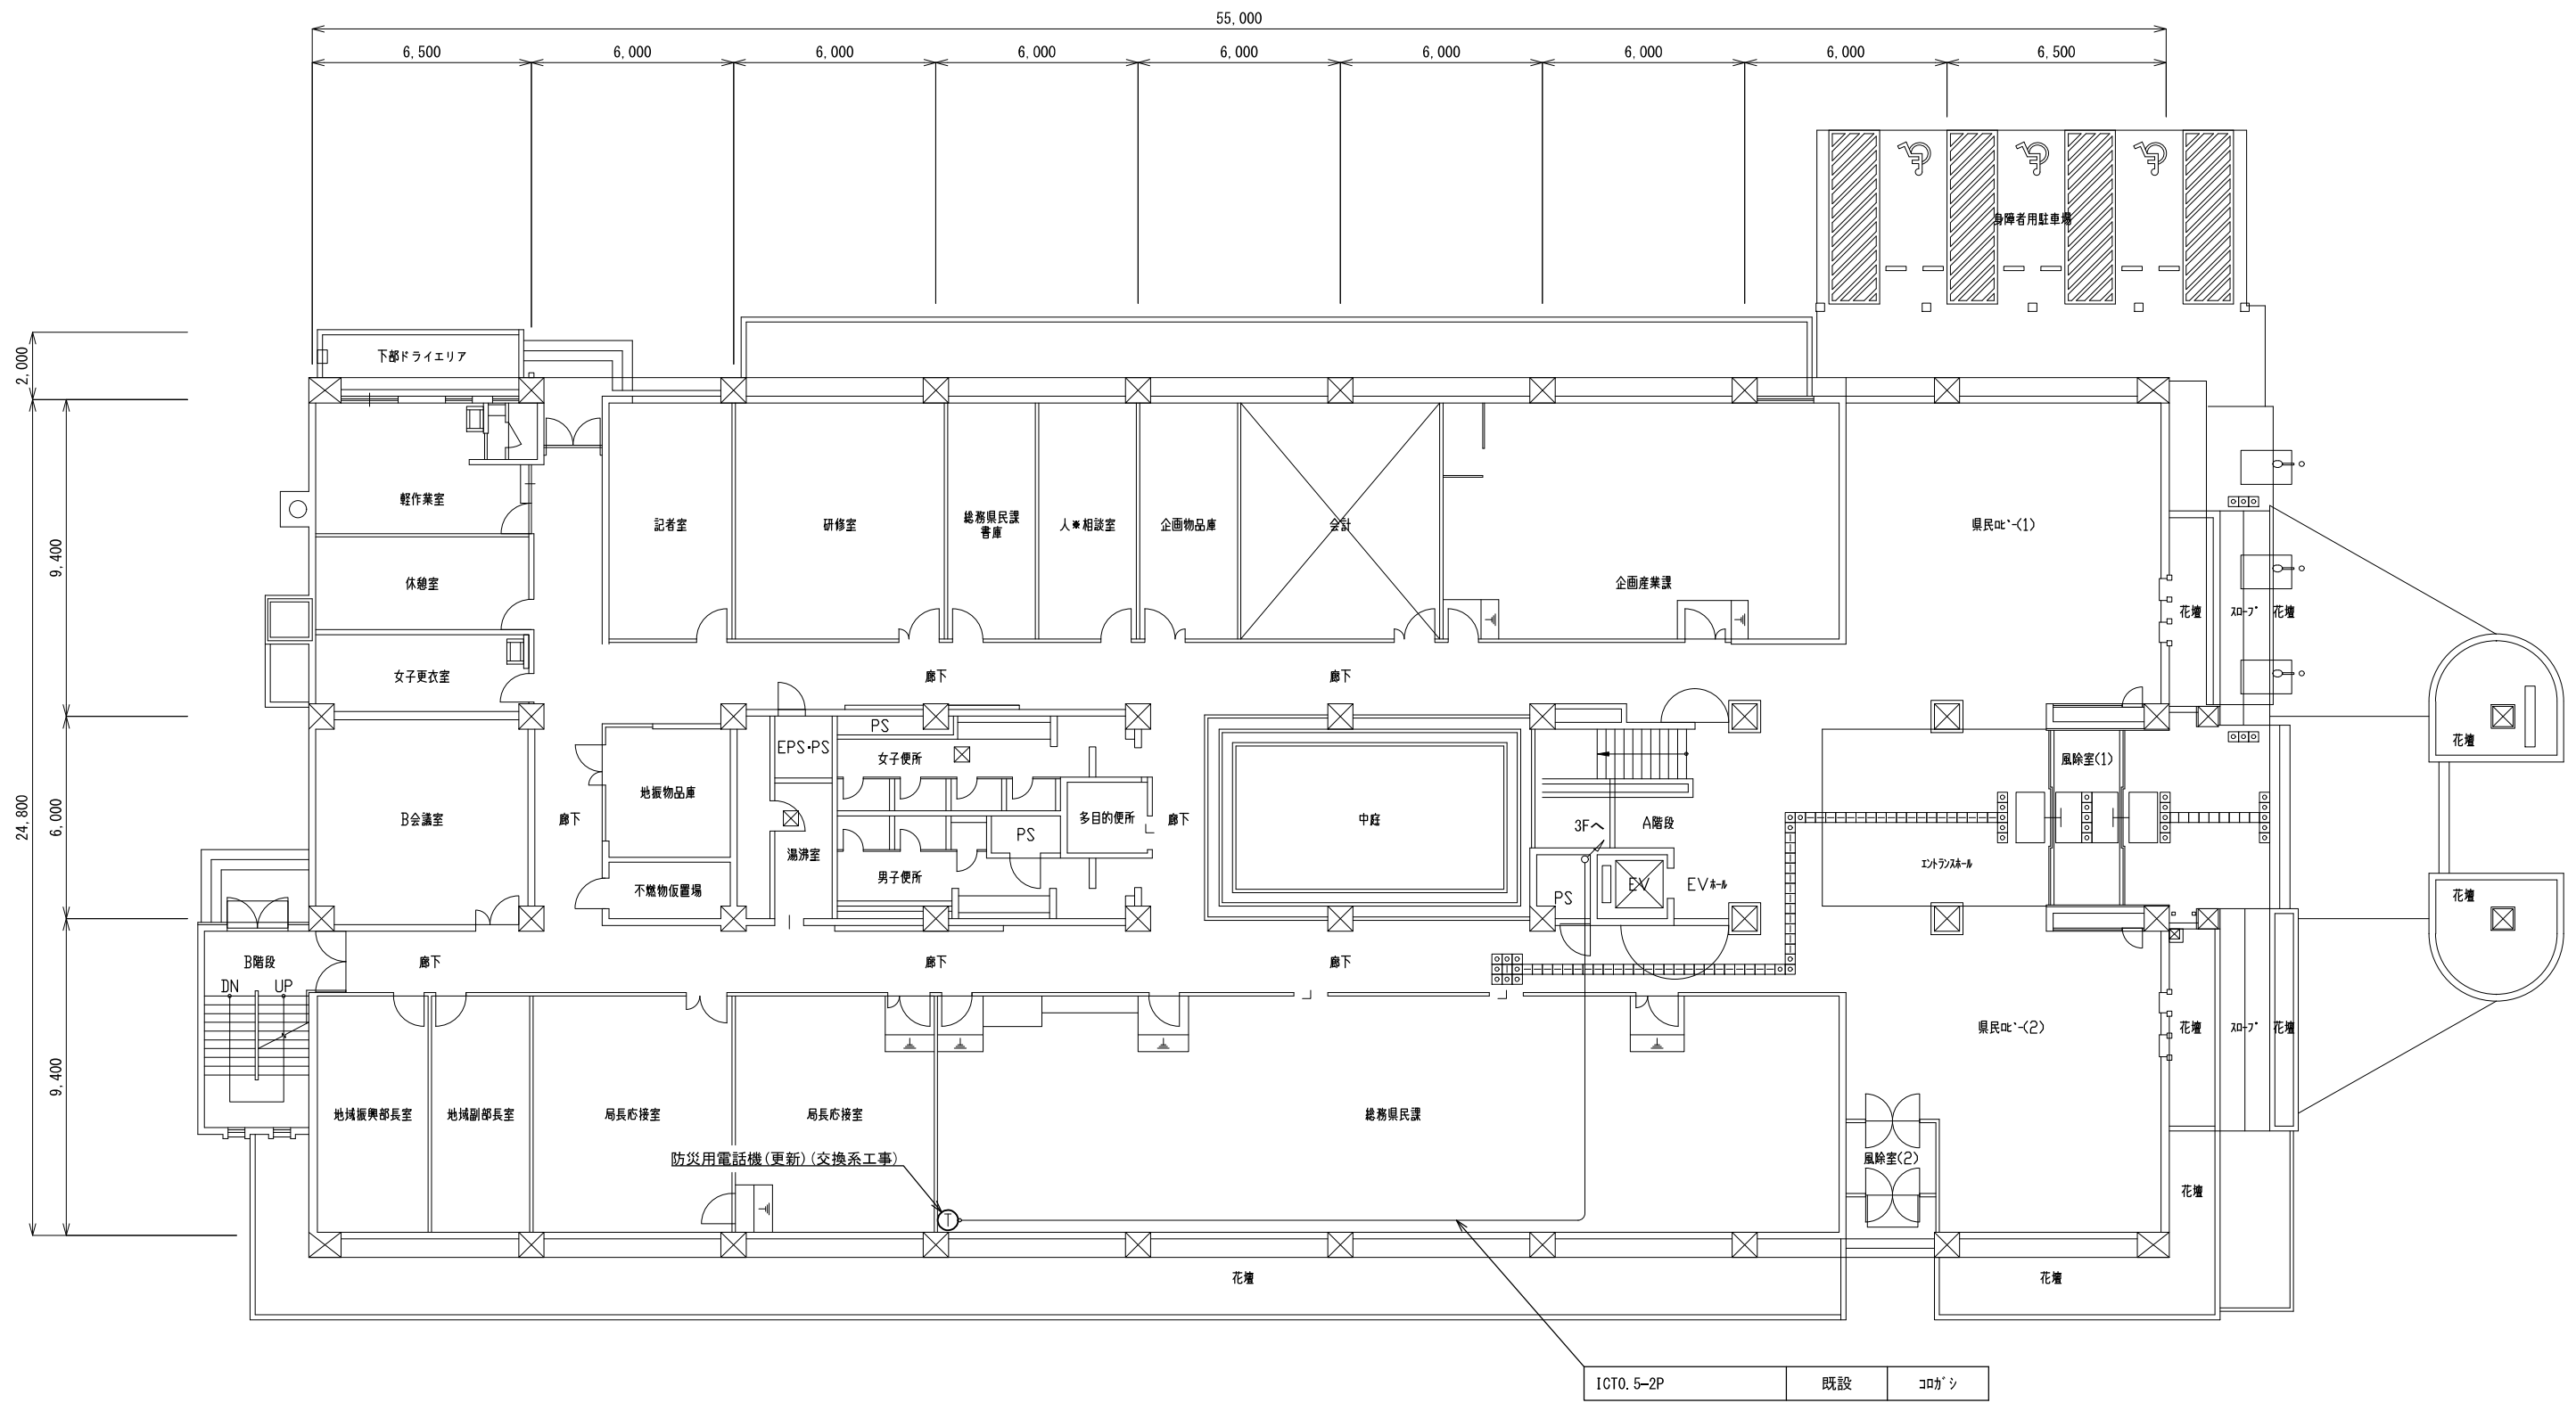 55,000
6,500
6,000
6,000
6,000
6,000
6,000
6,000
6,000
6,500
身障者用駐車場
2,000
下部ドライエリア
24,800
9,400
6,000
9,400
軽作業室
記者室
研修室
総務県民課
書庫
企画物品庫
会計
県民ﾛﾋﾞｰ(1)
休憩室
企画産業課
花壇
ｽﾛｰﾌﾟ
花壇
女子更衣室
廊下
廊下
PS
EPS・PS
女子便所
風除室(1)
花壇
地振物品庫
B会議室
廊下
多目的便所
廊下
中庭
3Fへ
A階段
PS
湯沸室
ｴﾝﾄﾗﾝｽﾎｰﾙ
男子便所
不燃物仮置場
PS
EV
EVﾎｰﾙ
花壇
B階段
廊下
廊下
廊下
DN
UP
県民ﾛﾋﾞｰ(2)
花壇
ｽﾛｰﾌﾟ
花壇
地域振興部長室
地域副部長室
局長応接室
局長応接室
総務県民課
防災用電話機(更新)(交換系工事)
風除室(2)
花壇
T
花壇
花壇
ICT0.5-2P
既設
ｺﾛｶﾞｼ